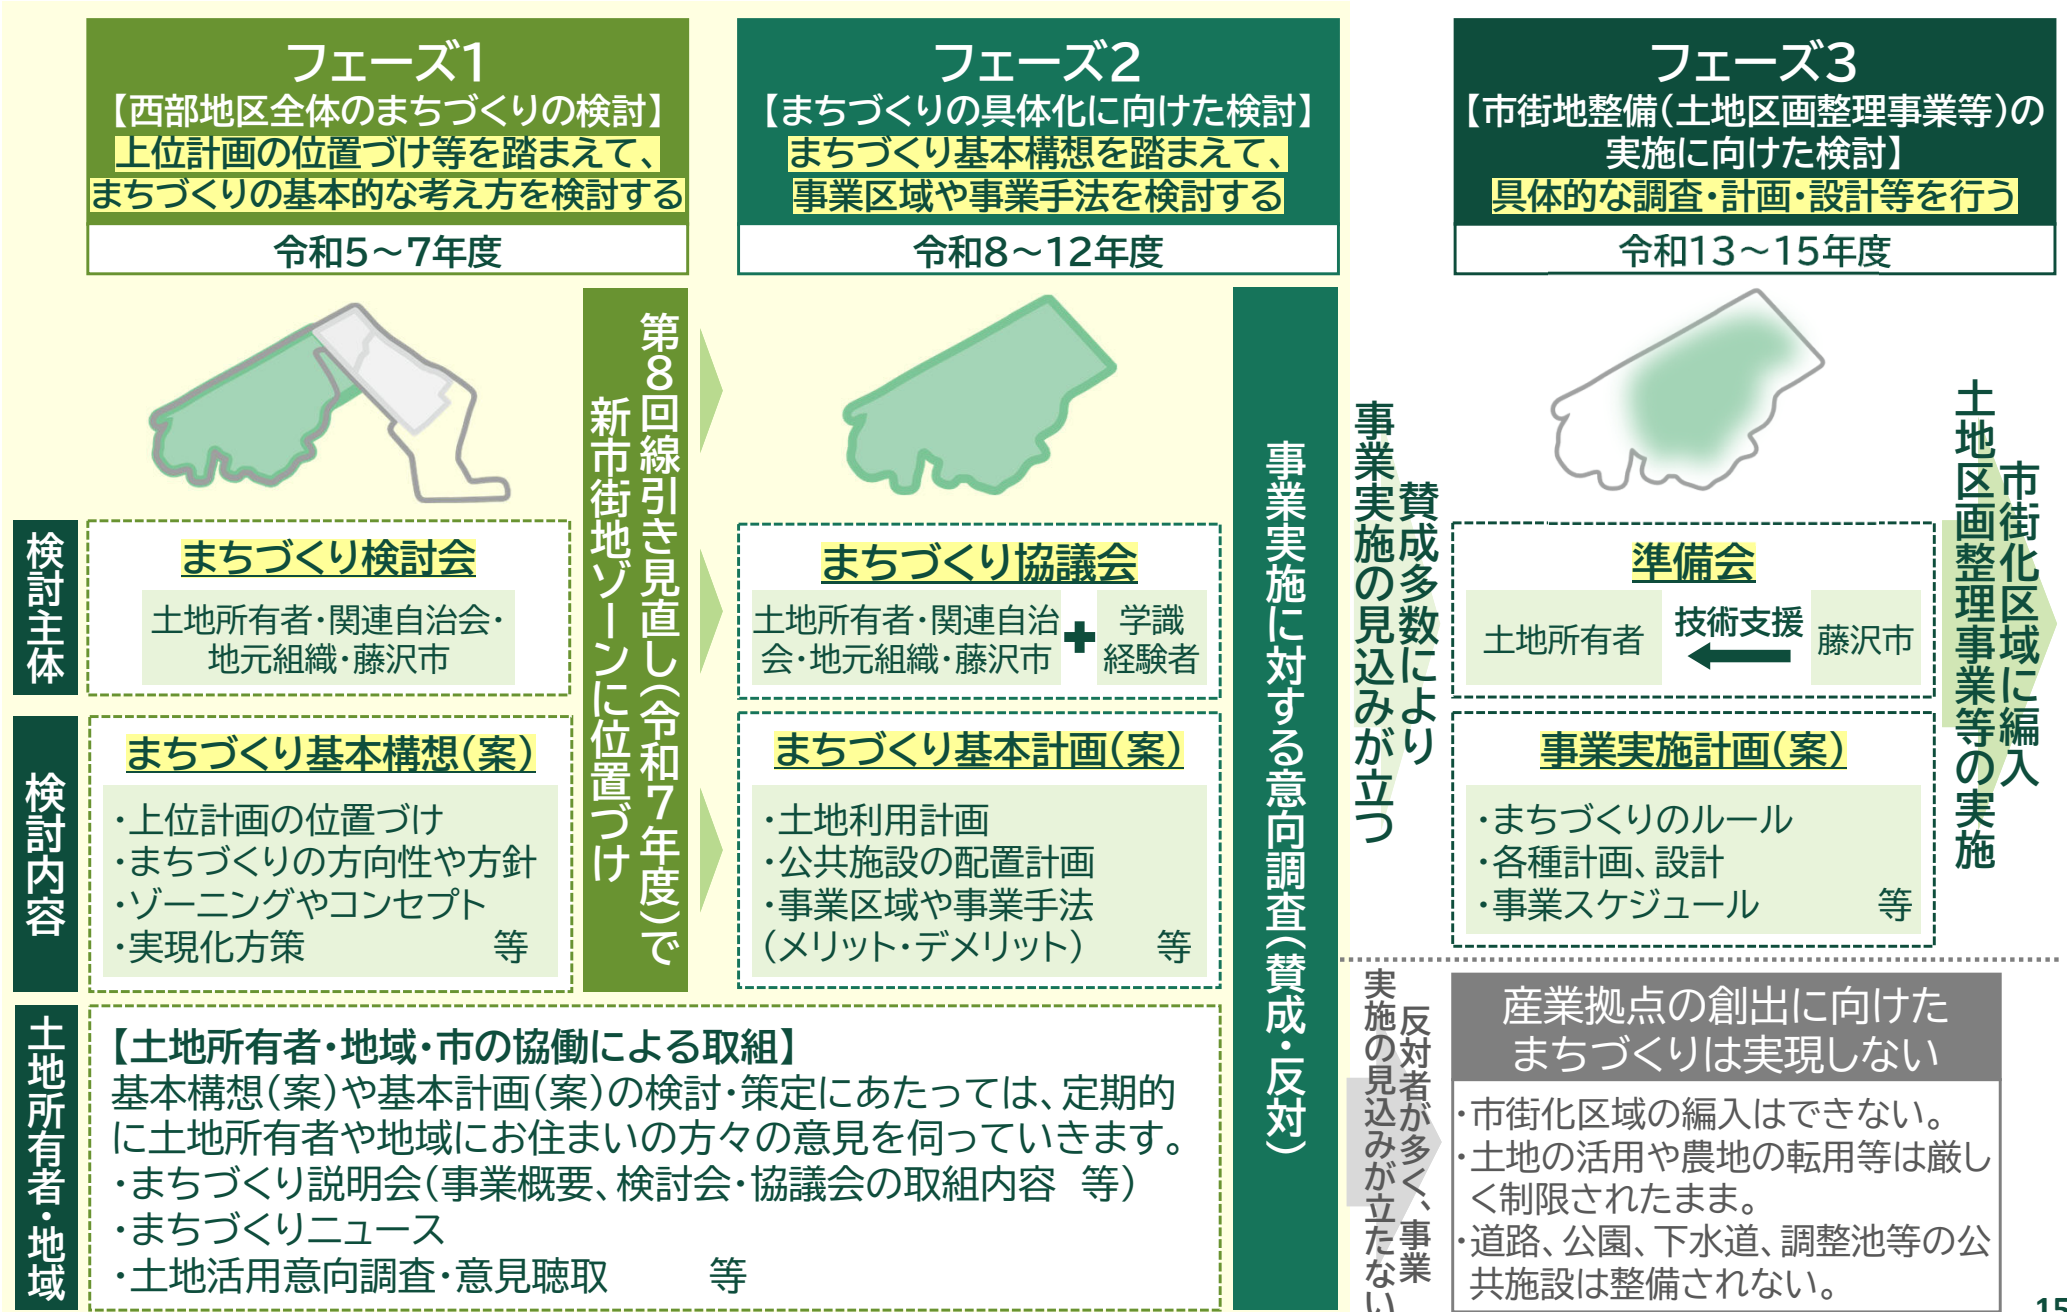 フェーズ1
【西部地区全体のまちづくりの検討】
上位計画の位置づけ等を踏まえて、
まちづくりの基本的な考え方を検討する
令和5～7年度
フェーズ2
【まちづくりの具体化に向けた検討】
まちづくり基本構想を踏まえて、
事業区域や事業手法を検討する
令和8～12年度
フェーズ3
【市街地整備（土地区画整理事業等）の
実施に向けた検討】
具体的な調査・計画・設計等を行う
令和13～15年度
検討主体
まちづくり検討会
土地所有者・関連自治会・
地元組織・藤沢市
第8回線引き見直し（令和7年度）で
新市街地ゾーンに位置づけ
まちづくり協議会
土地所有者・関連自治
会・地元組織・藤沢市
学識
経験者
事業実施に対する意向調査（賛成・反対）
賛成多数により
事業実施の見込みが立つ
準備会
土地所有者
技術支援
藤沢市
市街化区域に編入
土地区画整理事業等の実施
検討内容
まちづくり基本構想（案）
・上位計画の位置づけ
・まちづくりの方向性や方針
・ゾーニングやコンセプト
・実現化方策　等
まちづくり基本計画（案）
・土地利用計画
・公共施設の配置計画
・事業区域や事業手法
（メリット・デメリット）　等
事業実施計画（案）
・まちづくりのルール
・各種計画、設計
・事業スケジュール　等
土地所有者・地域
【土地所有者・地域・市の協働による取組】
基本構想（案）や基本計画（案）の検討・策定にあたっては、定期的
に土地所有者や地域にお住まいの方々の意見を伺っていきます。
・まちづくり説明会（事業概要、検討会・協議会の取組内容　等）
・まちづくりニュース
・土地活用意向調査・意見聴取　等
反対者が多く、事業
実施の見込みが立たない
産業拠点の創出に向けた
まちづくりは実現しない
・市街化区域の編入はできない。
・土地の活用や農地の転用等は厳し
く制限されたまま。
・道路、公園、下水道、調整池等の公
共施設は整備されない。
15